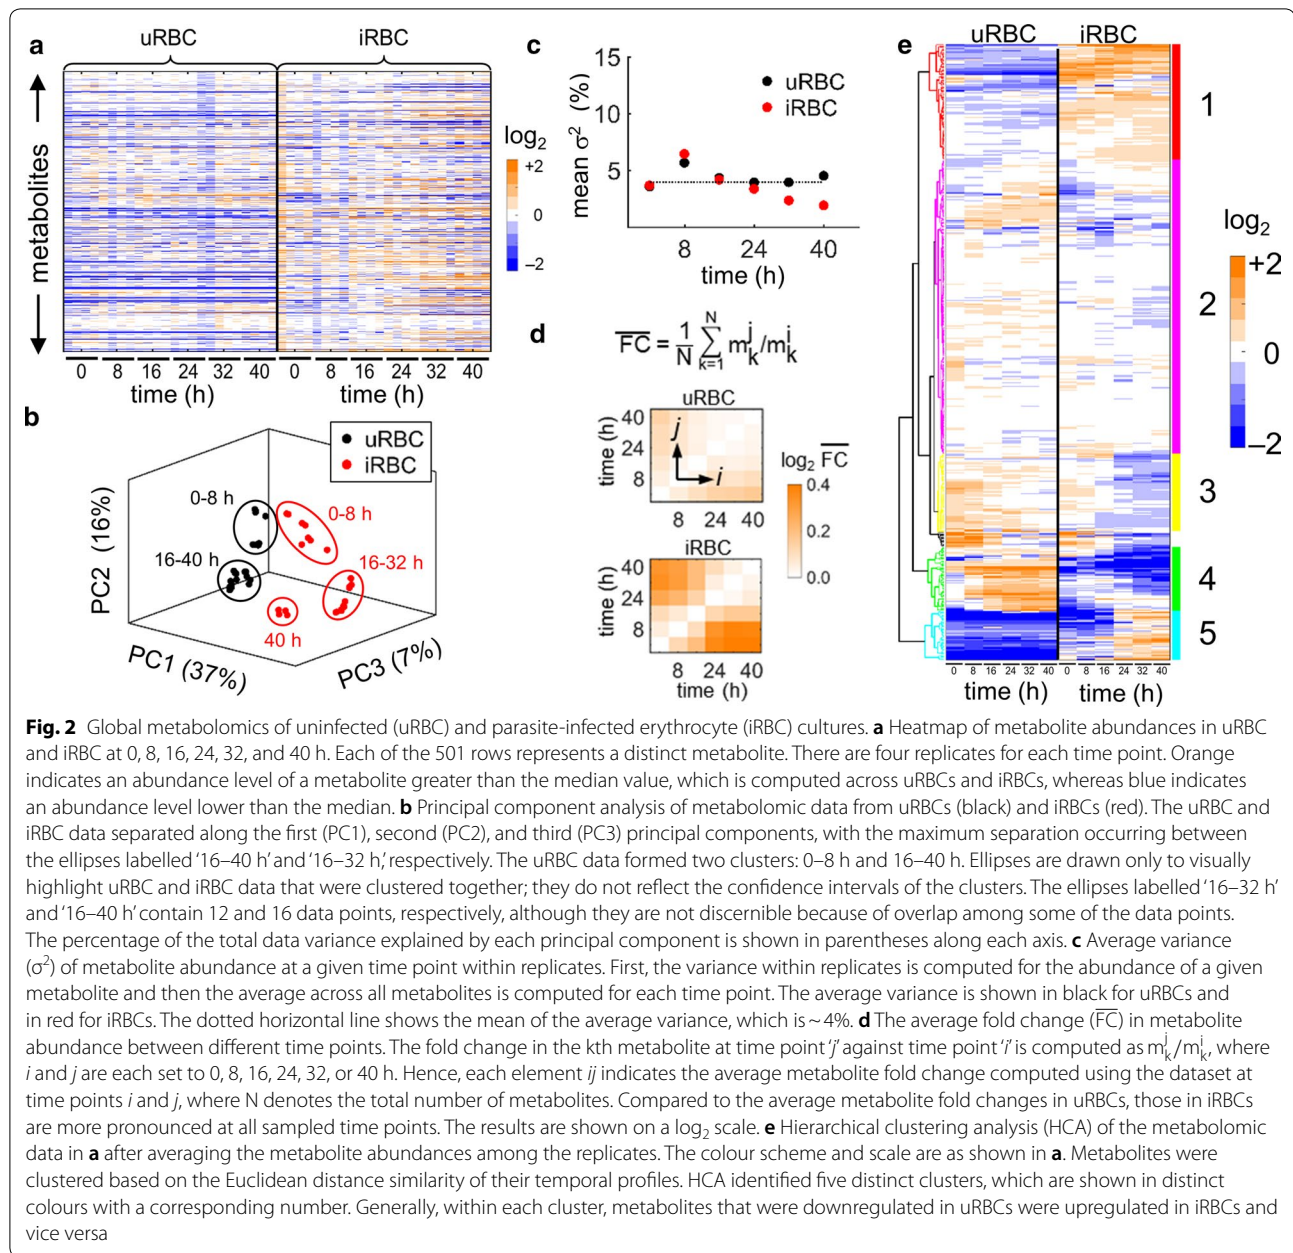 a
uRBC
iRBC
metabolites
log₂
+2
0
−2
0 8 16 24 32 40 0 8 16 24 32 40
time (h)
b
uRBC
iRBC
0-8 h
0-8 h
16-40 h
16-32 h
40 h
PC2 (16%)
PC1 (37%)
PC3 (7%)
c
15
10
5
mean σ² (%)
uRBC
iRBC
8 24 40
time (h)
d
FC = 1/N ∑ k=1 N m_k^j/m_k^i
uRBC
40
24
8
time (h)
j
i
8 24 40
log₂ FC
0.4
0.2
0.0
iRBC
40
24
8
time (h)
8 24 40
time (h)
e
uRBC
iRBC
1
2
3
4
5
log₂
+2
0
−2
0 8 16 24 32 40 0 8 16 24 32 40
time (h) time (h)
Fig. 2 Global metabolomics of uninfected (uRBC) and parasite-infected erythrocyte (iRBC) cultures. a Heatmap of metabolite abundances in uRBC
and iRBC at 0, 8, 16, 24, 32, and 40 h. Each of the 501 rows represents a distinct metabolite. There are four replicates for each time point. Orange
indicates an abundance level of a metabolite greater than the median value, which is computed across uRBCs and iRBCs, whereas blue indicates
an abundance level lower than the median. b Principal component analysis of metabolomic data from uRBCs (black) and iRBCs (red). The uRBC and
iRBC data separated along the first (PC1), second (PC2), and third (PC3) principal components, with the maximum separation occurring between
the ellipses labelled '16–40 h' and '16–32 h,' respectively. The uRBC data formed two clusters: 0–8 h and 16–40 h. Ellipses are drawn only to visually
highlight uRBC and iRBC data that were clustered together; they do not reflect the confidence intervals of the clusters. The ellipses labelled '16–32 h'
and '16–40 h' contain 12 and 16 data points, respectively, although they are not discernible because of overlap among some of the data points.
The percentage of the total data variance explained by each principal component is shown in parentheses along each axis. c Average variance
(σ²) of metabolite abundance at a given time point within replicates. First, the variance within replicates is computed for the abundance of a given
metabolite and then the average across all metabolites is computed for each time point. The average variance is shown in black for uRBCs and
in red for iRBCs. The dotted horizontal line shows the mean of the average variance, which is ~ 4%. d The average fold change (FC) in metabolite
abundance between different time points. The fold change in the kth metabolite at time point 'j' against time point 'i' is computed as m_k^j/m_k^i, where
i and j are each set to 0, 8, 16, 24, 32, or 40 h. Hence, each element ij indicates the average metabolite fold change computed using the dataset at
time points i and j, where N denotes the total number of metabolites. Compared to the average metabolite fold changes in uRBCs, those in iRBCs
are more pronounced at all sampled time points. The results are shown on a log₂ scale. e Hierarchical clustering analysis (HCA) of the metabolomic
data in a after averaging the metabolite abundances among the replicates. The colour scheme and scale are as shown in a. Metabolites were
clustered based on the Euclidean distance similarity of their temporal profiles. HCA identified five distinct clusters, which are shown in distinct
colours with a corresponding number. Generally, within each cluster, metabolites that were downregulated in uRBCs were upregulated in iRBCs and
vice versa